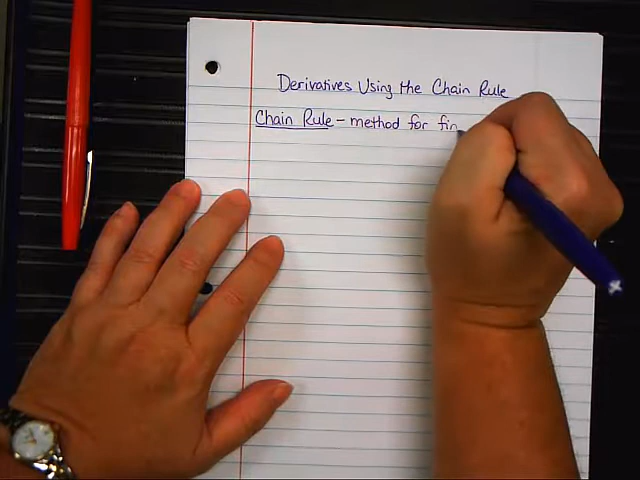 Derivatives Using the Chain Rule
Chain Rule - method for fin